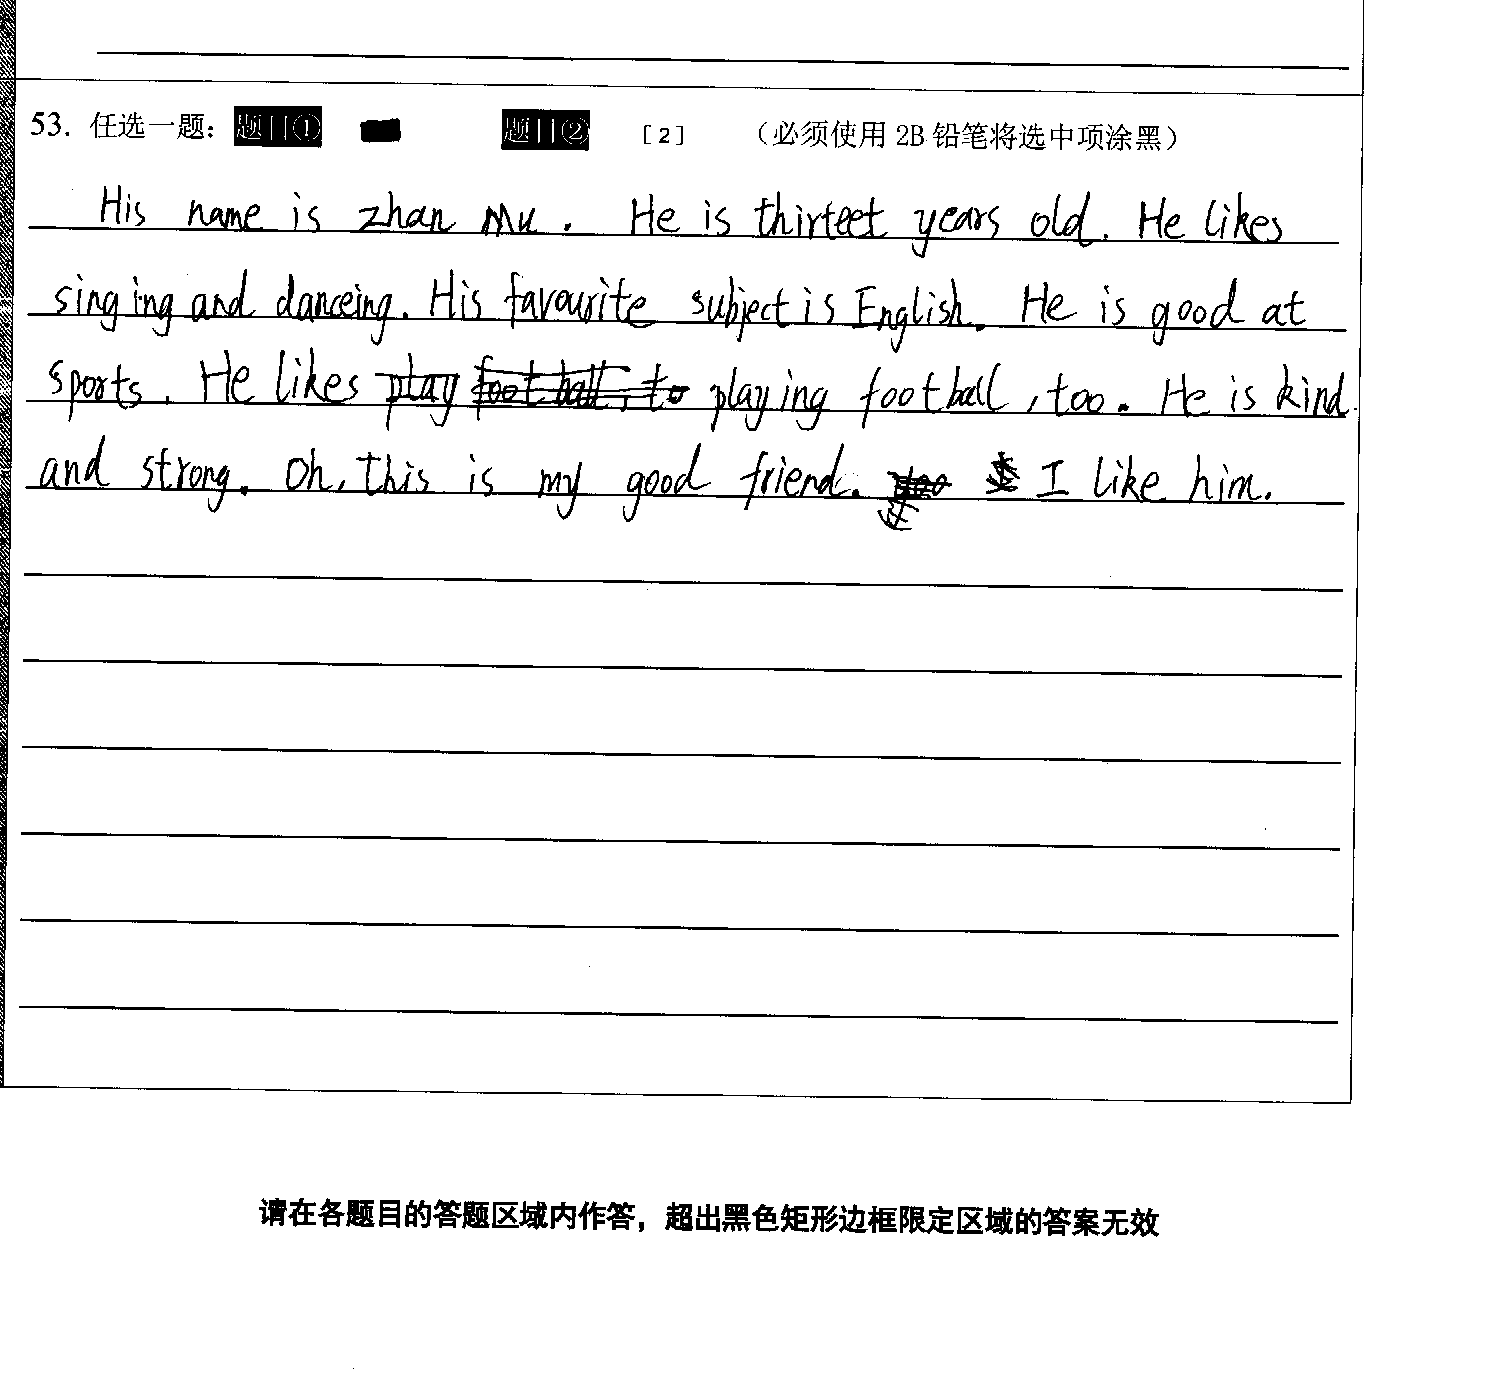 53. 任选一题: 题目① 题目② [2] (必须使用 2B 铅笔将选中项涂黑)
His name is zhan mu. He is thirteet years old. He likes
singing and danceing. His favourite subject is English. He is good at
sports. He likes play football, to playing football, too. He is kind
and strong. Oh, this is my good friend. I like him.
请在各题目的答题区域内作答，超出黑色矩形边框限定区域的答案无效